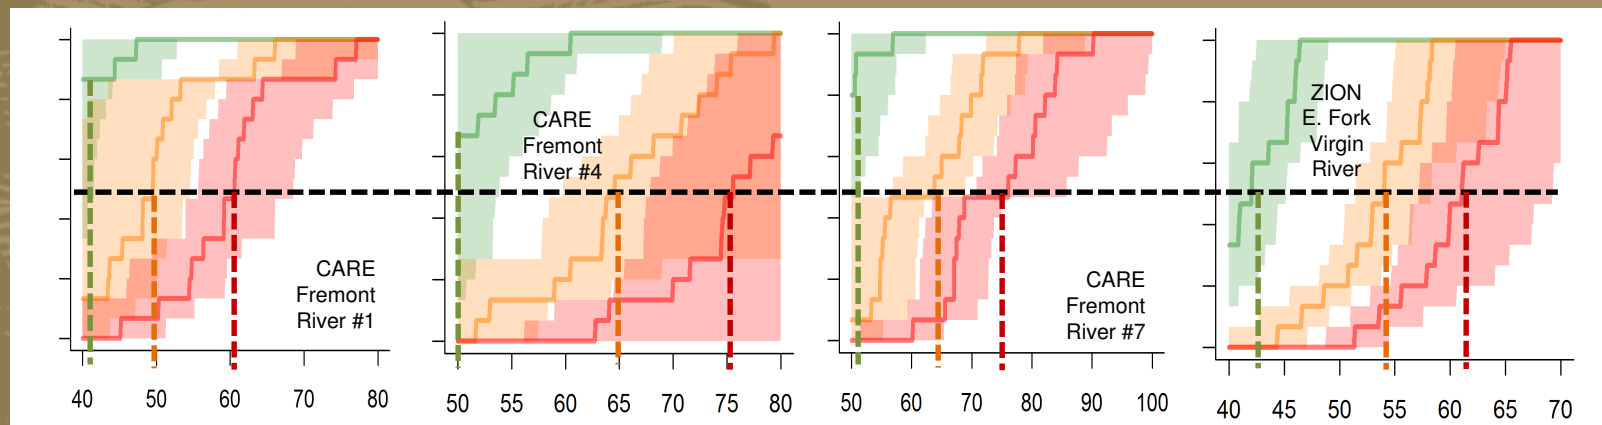 CARE
Fremont
River #1
40 50 60 70 80
CARE
Fremont
River #4
50 55 60 65 70 75 80
CARE
Fremont
River #7
50 60 70 80 90 100
ZION
E. Fork
Virgin
River
40 45 50 55 60 65 70